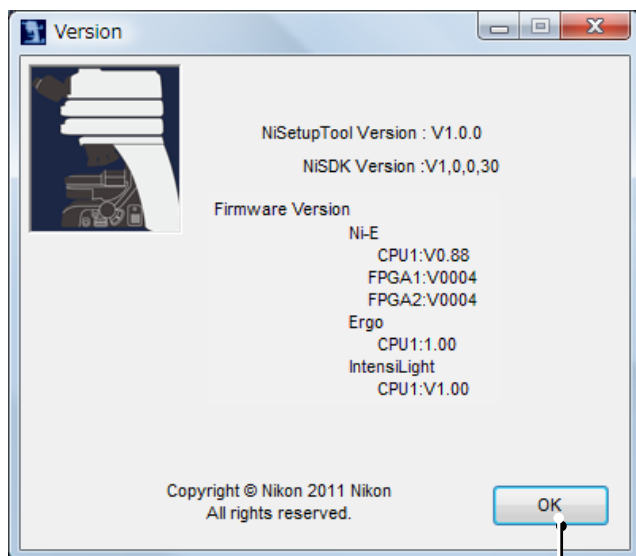 Version
NiSetupTool Version : V1.0.0
NiSDK Version :V1,0,0,30
Firmware Version
Ni-E
CPU1:V0.88
FPGA1:V0004
FPGA2:V0004
Ergo
CPU1:1.00
IntensiLight
CPU1:V1.00
Copyright © Nikon 2011 Nikon
All rights reserved.
OK